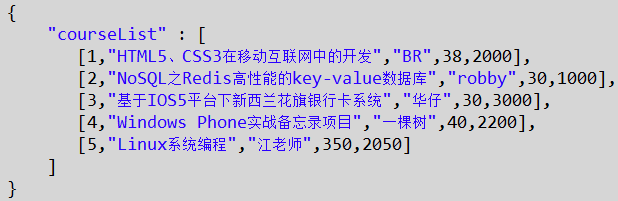 {
"courseList" : [
[1,"HTML5、CSS3在移动互联网中的开发","BR",38,2000],
[2,"NoSQL之Redis高性能的key-value数据库","robby",30,1000],
[3,"基于IOS5平台下新西兰花旗银行卡系统","华仔",30,3000],
[4,"Windows Phone实战备忘录项目","一棵树",40,2200],
[5,"Linux系统编程","江老师",350,2050]
]
}